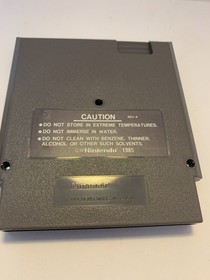 CAUTION
• DO NOT STORE IN EXTREME TEMPERATURES.
• DO NOT IMMERSE IN WATER.
• DO NOT CLEAN WITH BENZENE, THINNER,
ALCOHOL OR OTHER SUCH SOLVENTS.
© Nintendo 1985
Nintendo